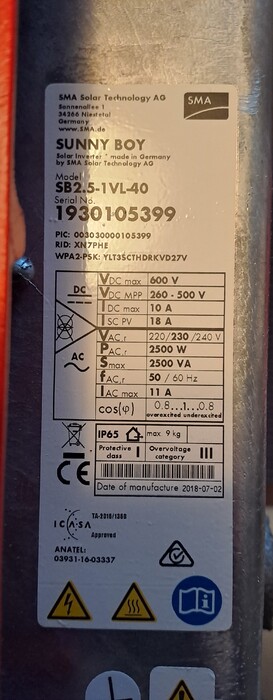 SMA Solar Technology AG
Sonnenallee 1
34266 Niestetal
Germany
www.SMA.de
SMA
SUNNY BOY
Solar Inverter * made in Germany
by SMA Solar Technology AG
Model
SB2.5-1VL-40
Serial No.
1930105399
PIC: 003030000105399
RID: XN7PHE
WPA2-PSK: YLT3SCTHDRKVD27V
DC
AC
VDC max 600 V
VDC MPP 260 - 500 V
IDC max 10 A
ISC PV 18 A
VAC,r 220/230/240 V
PAC,r 2500 W
Smax 2500 VA
fAC,r 50 / 60 Hz
IAC max 11 A
cos(φ) 0.8...1...0.8
overexcited underexcited
IP65 max. 9 kg
Protective class I Overvoltage category III
CE
Date of manufacture 2018-07-02
ICASA
TA-2016/1380
Approved
ANATEL:
03931-16-03337